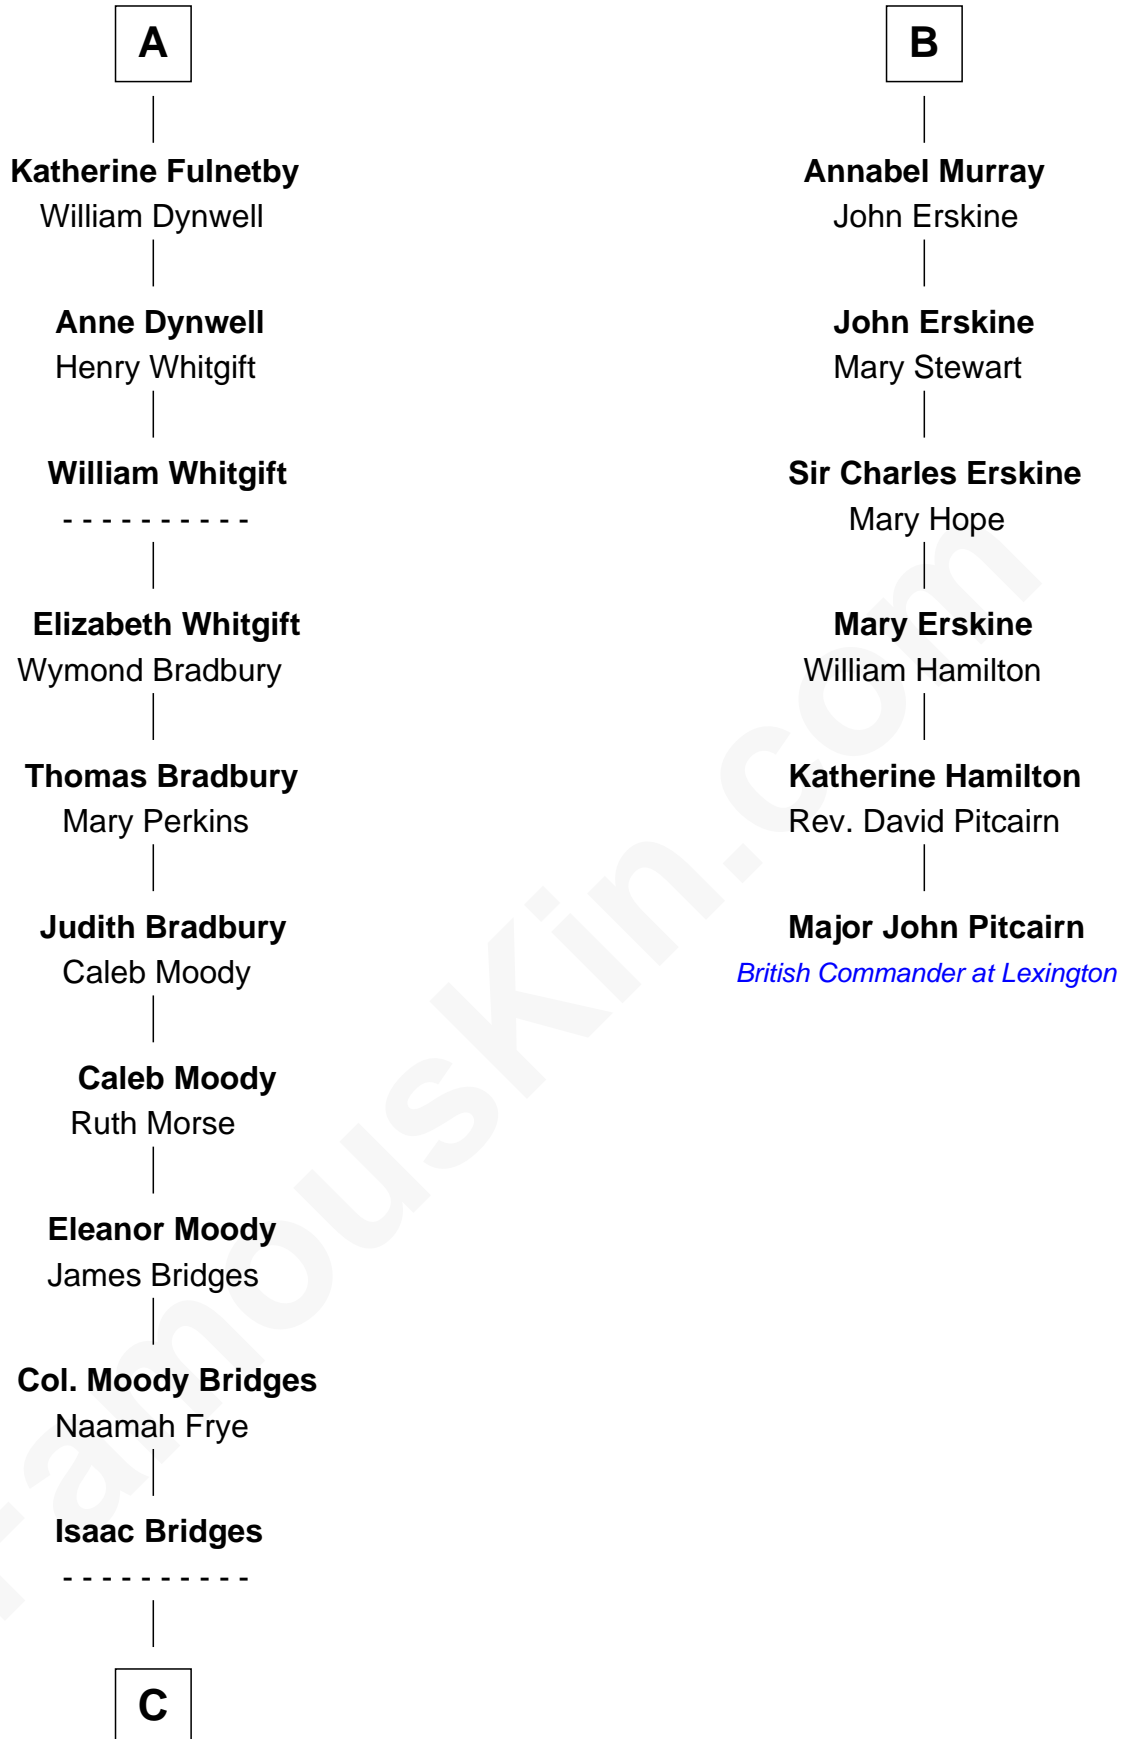 A
Katherine Fulnetby
William Dynwell
Anne Dynwell
Henry Whitgift
William Whitgift
- - - - - - - - - -
Elizabeth Whitgift
Wymond Bradbury
Thomas Bradbury
Mary Perkins
Judith Bradbury
Caleb Moody
Caleb Moody
Ruth Morse
Eleanor Moody
James Bridges
Col. Moody Bridges
Naamah Frye
Isaac Bridges
- - - - - - - - - -
C
B
Annabel Murray
John Erskine
John Erskine
Mary Stewart
Sir Charles Erskine
Mary Hope
Mary Erskine
William Hamilton
Katherine Hamilton
Rev. David Pitcairn
Major John Pitcairn
British Commander at Lexington
FamousKin.com